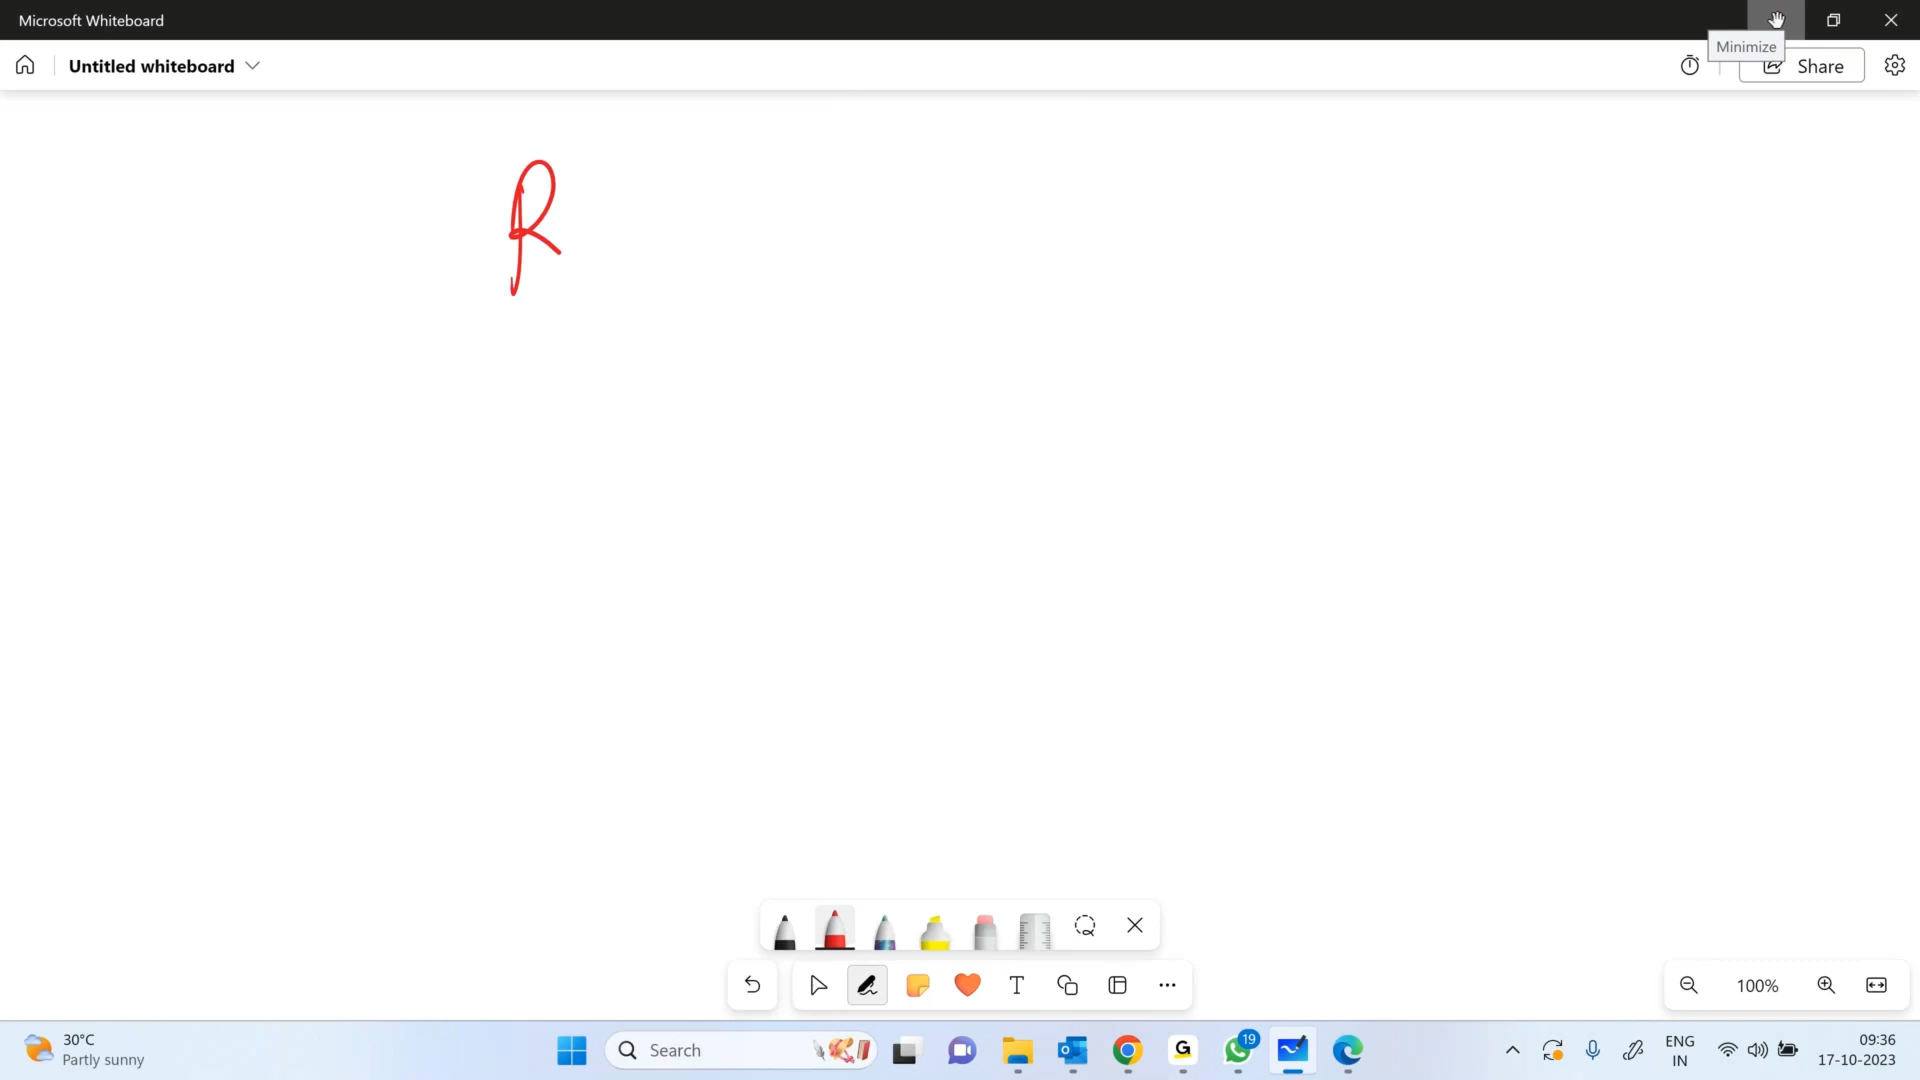 Microsoft Whiteboard
Minimize
Untitled whiteboard
Share
R
100%
30°C
Partly sunny
Search
G
19
ENG
IN
09:36
17-10-2023